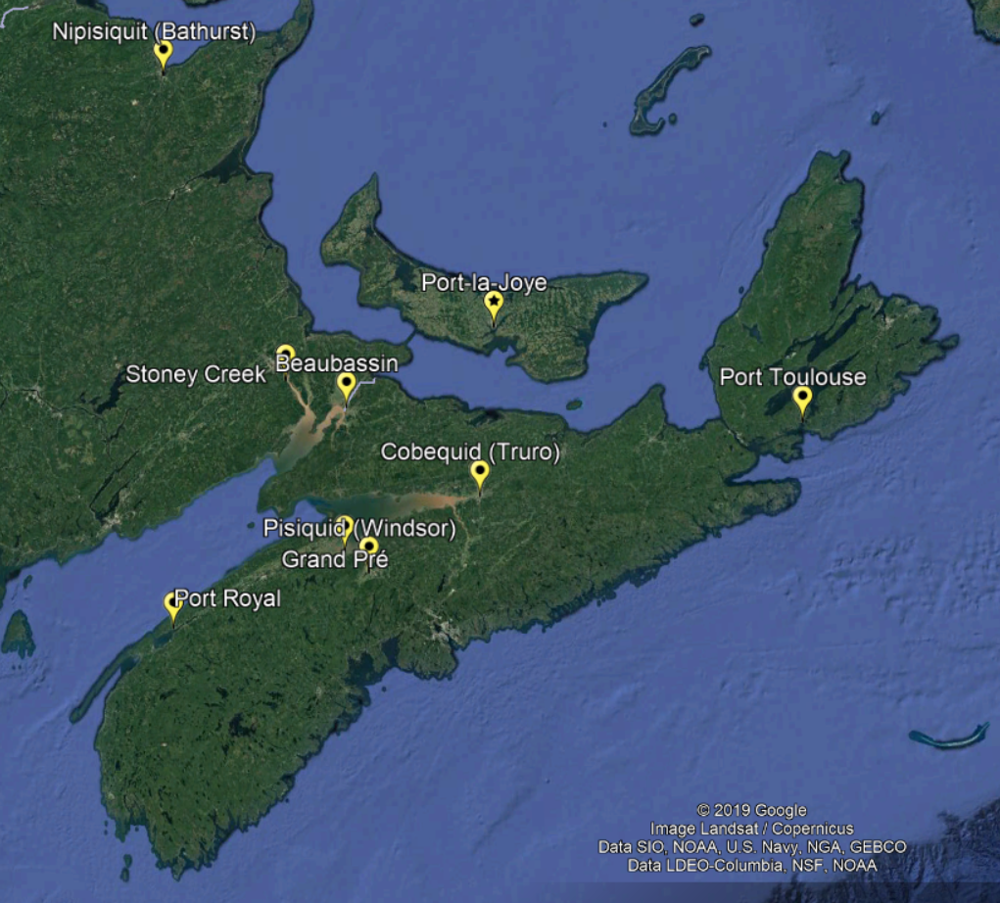 Nipisiquit (Bathurst)
Port-la-Joye
Beaubassin
Stoney Creek
Port Toulouse
Cobequid (Truro)
Pisiquid (Windsor)
Grand Pré
Port Royal
© 2019 Google
Image Landsat / Copernicus
Data SIO, NOAA, U.S. Navy, NGA, GEBCO
Data LDEO-Columbia, NSF, NOAA